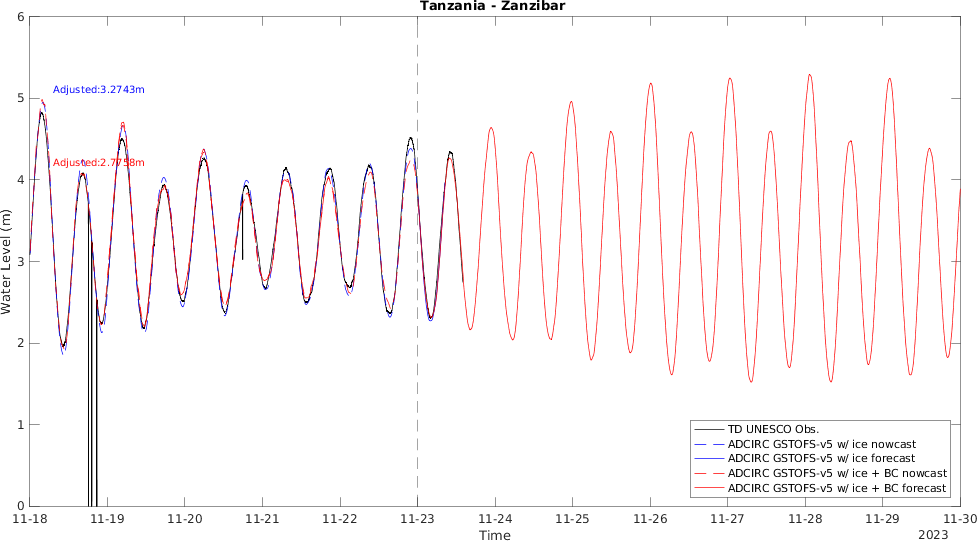 Tanzania - Zanzibar
6
5
4
3
2
1
0
Water Level (m)
Adjusted:3.2743m
Adjusted:2.7758m
TD UNESCO Obs.
ADCIRC GSTOFS-v5 w/ ice nowcast
ADCIRC GSTOFS-v5 w/ ice forecast
ADCIRC GSTOFS-v5 w/ ice + BC nowcast
ADCIRC GSTOFS-v5 w/ ice + BC forecast
11-18 11-19 11-20 11-21 11-22 11-23 11-24 11-25 11-26 11-27 11-28 11-29 11-30
Time
2023